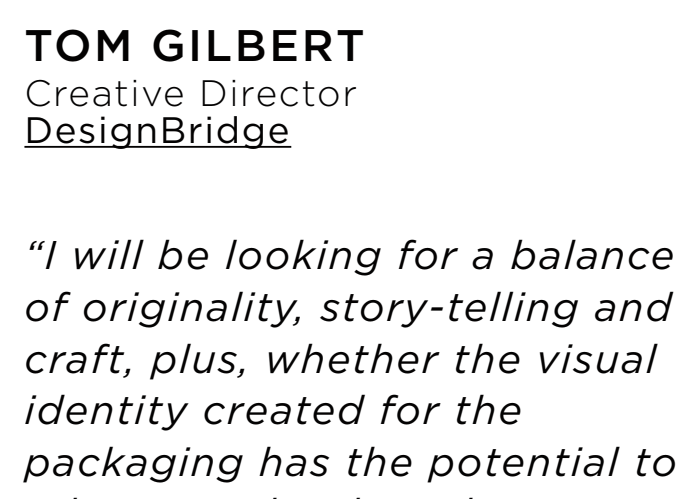 TOM GILBERT
Creative Director
DesignBridge
“I will be looking for a balance
of originality, story-telling and
craft, plus, whether the visual
identity created for the
packaging has the potential to